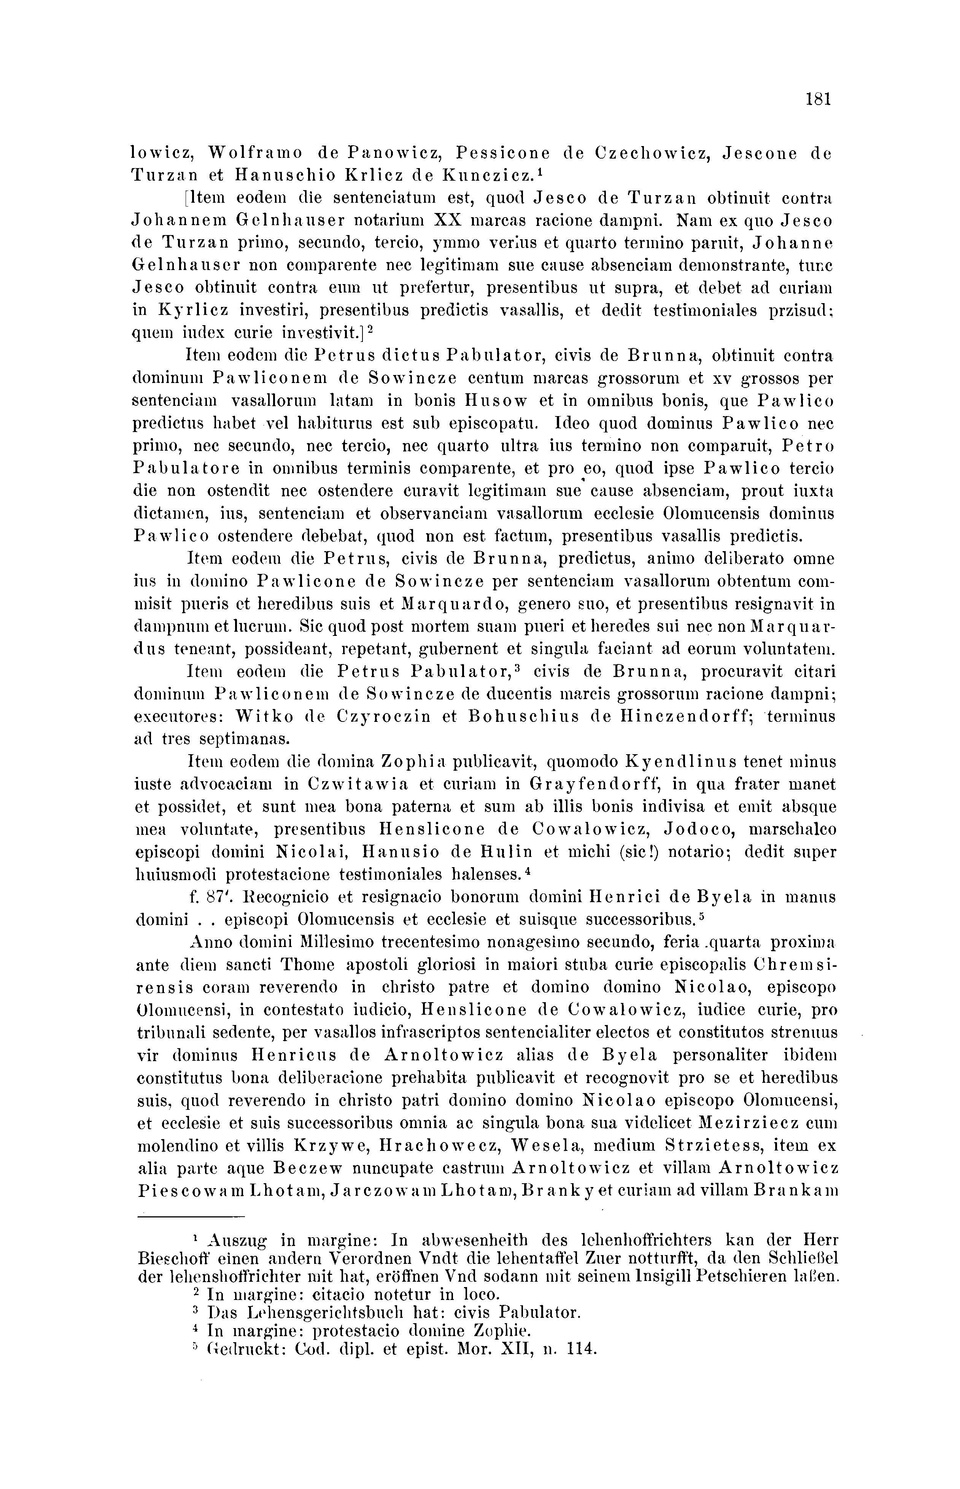 181
lowicz, Wolframo de Panowicz, Pessicone de Czechowicz, Jescone de
Turzan et Hanuschio Krlicz de Kunczicz.¹
[Item eodem die sentenciatum est, quod Jesco de Turzan obtinuit contra
Johannem Gelnhauser notarium XX marcas racione dampni. Nam ex quo Jesco
de Turzan primo, secundo, tercio, ymmo verius et quarto termino paruit, Johanne
Gelnhauser non comparente nec legitimam sue cause absenciam demonstrante, tunc
Jesco obtinuit contra eum ut prefertur, presentibus ut supra, et debet ad curiam
in Kyrlicz investiri, presentibus predictis vasallis, et dedit testimoniales przisud;
quem iudex curie investivit.]²
Item eodem die Petrus dictus Pabulator, civis de Brunna, obtinuit contra
dominum Pawliconem de Sowincze centum marcas grossorum et xv grossos per
sentenciam vasallorum latam in bonis Husow et in omnibus bonis, que Pawlico
predictus habet vel habiturus est sub episcopatu. Ideo quod dominus Pawlico nec
primo, nec secundo, nec tercio, nec quarto ultra ius termino non comparuit, Petro
Pabulatore in omnibus terminis comparente, et pro eo, quod ipse Pawlico tercio
die non ostendit nec ostendere curavit legitimam sue cause absenciam, prout iuxta
dictamen, ius, sentenciam et observanciam vasallorum ecclesie Olomucensis dominus
Pawlico ostendere debebat, quod non est factum, presentibus vasallis predictis.
Item eodem die Petrus, civis de Brunna, predictus, animo deliberato omne
ius in domino Pawlicone de Sowincze per sentenciam vasallorum obtentum com-
misit pueris et heredibus suis et Marquardo, genero suo, et presentibus resignavit in
dampnum et lucrum. Sic quod post mortem suam pueri et heredes sui nec non Marquar-
dus teneant, possideant, repetant, gubernent et singula faciant ad eorum voluntatem.
Item eodem die Petrus Pabulator,³ civis de Brunna, procuravit citari
dominum Pawliconem de Sowincze de ducentis marcis grossorum racione dampni;
executores: Witko de Czyroczin et Bohuschius de Hinczendorff; terminus
ad tres septimanas.
Item eodem die domina Zophia publicavit, quomodo Kyendlinus tenet minus
iuste advocaciam in Czwitawia et curiam in Grayfendorff, in qua frater manet
et possidet, et sunt mea bona paterna et sum ab illis bonis indivisa et emit absque
mea voluntate, presentibus Henslicone de Cowalowicz, Jodoco, marschalco
episcopi domini Nicolai, Hanusio de Hulin et michi (sic!) notario; dedit super
huiusmodi protestacione testimoniales halenses.⁴
f. 87'. Recognicio et resignacio bonorum domini Henrici de Byela in manus
domini . . episcopi Olomucensis et ecclesie et suisque successoribus.⁵
Anno domini Millesimo trecentesimo nonagesimo secundo, feria quarta proxima
ante diem sancti Thome apostoli gloriosi in maiori stuba curie episcopalis Chremsi-
rensis coram reverendo in christo patre et domino domino Nicolao, episcopo
Olomucensi, in contestato iudicio, Henslicone de Cowalowicz, iudice curie, pro
tribunali sedente, per vasallos infrascriptos sentencialiter electos et constitutos strenuus
vir dominus Henricus de Arnoltowicz alias de Byela personaliter ibidem
constitutus bona deliberacione prehabita publicavit et recognovit pro se et heredibus
suis, quod reverendo in christo patri domino domino Nicolao episcopo Olomucensi,
et ecclesie et suis successoribus omnia ac singula bona sua videlicet Mezirziecz cum
molendino et villis Krzywe, Hrachowecz, Wesela, medium Strzietess, item ex
alia parte aque Beczew nuncupate castrum Arnoltowicz et villam Arnoltowicz
Piescowam Lhotam, Jarczowam Lhotam, Branky et curiam ad villam Brankam
¹ Auszug in margine: In abwesenheith des lehenhoffrichters kan der Herr
Bieschoff einen andern Verordnen Vndt die lehentaffel Zuer notturfft, da den Schließel
der lehenshoffrichter mit hat, eröffnen Vnd sodann mit seinem Insigill Petschieren laßen.
² In margine: citacio notetur in loco.
³ Das Lehensgerichtsbuch hat: civis Pabulator.
⁴ In margine: protestacio domine Zophie.
⁵ Gedruckt: Cod. dipl. et epist. Mor. XII, n. 114.